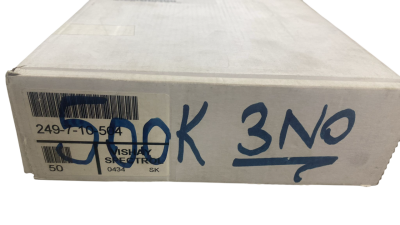 249-7-10 504
500K 3NO
VISHAY
SPECTROL
50 0434 SK